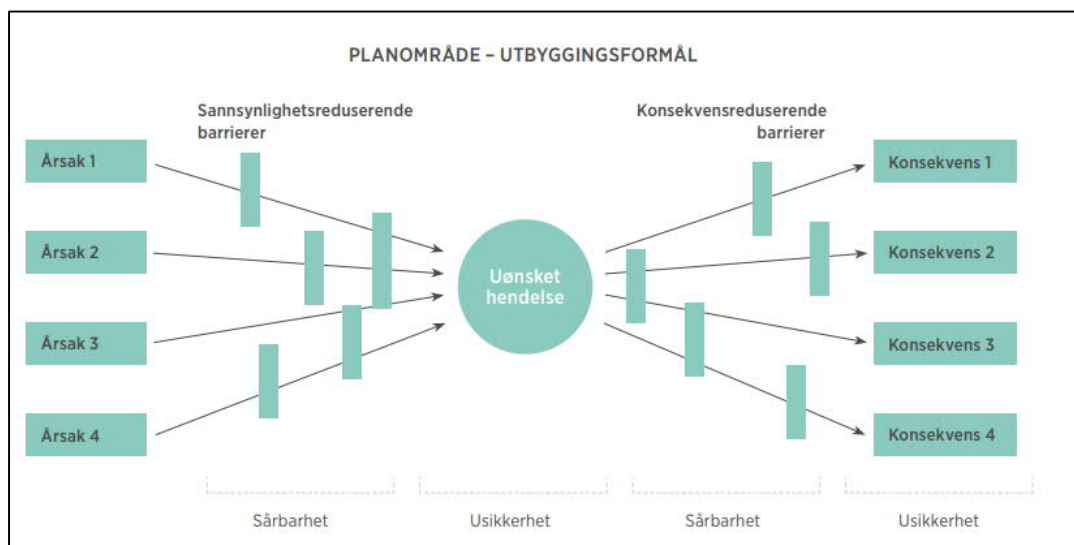 PLANOMRÅDE – UTBYGGINGSFORMÅL
Sannsynlighetsreduserende
barrierer
Konsekvensreduserende
barrierer
Årsak 1
Årsak 2
Årsak 3
Årsak 4
Uønsket
hendelse
Konsekvens 1
Konsekvens 2
Konsekvens 3
Konsekvens 4
Sårbarhet
Usikkerhet
Sårbarhet
Usikkerhet